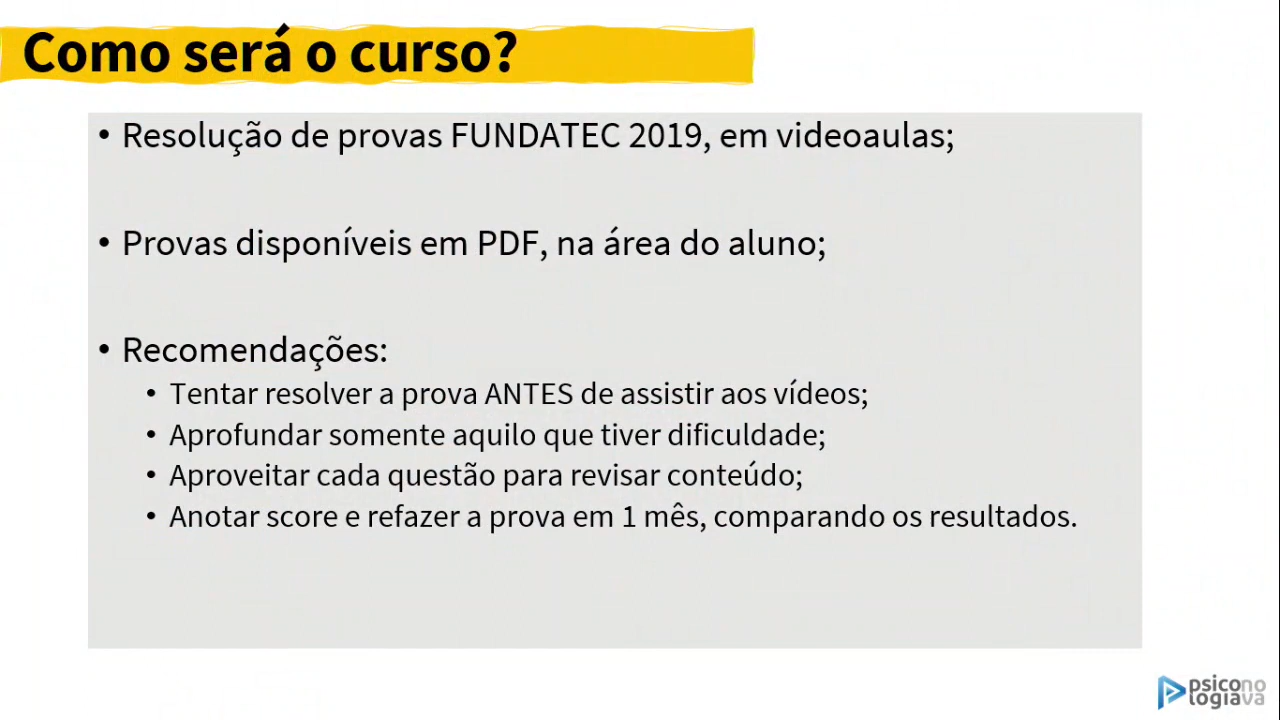 Como será o curso?
• Resolução de provas FUNDATEC 2019, em videoaulas;
• Provas disponíveis em PDF, na área do aluno;
• Recomendações:
• Tentar resolver a prova ANTES de assistir aos vídeos;
• Aprofundar somente aquilo que tiver dificuldade;
• Aproveitar cada questão para revisar conteúdo;
• Anotar score e refazer a prova em 1 mês, comparando os resultados.
psicono
logiava